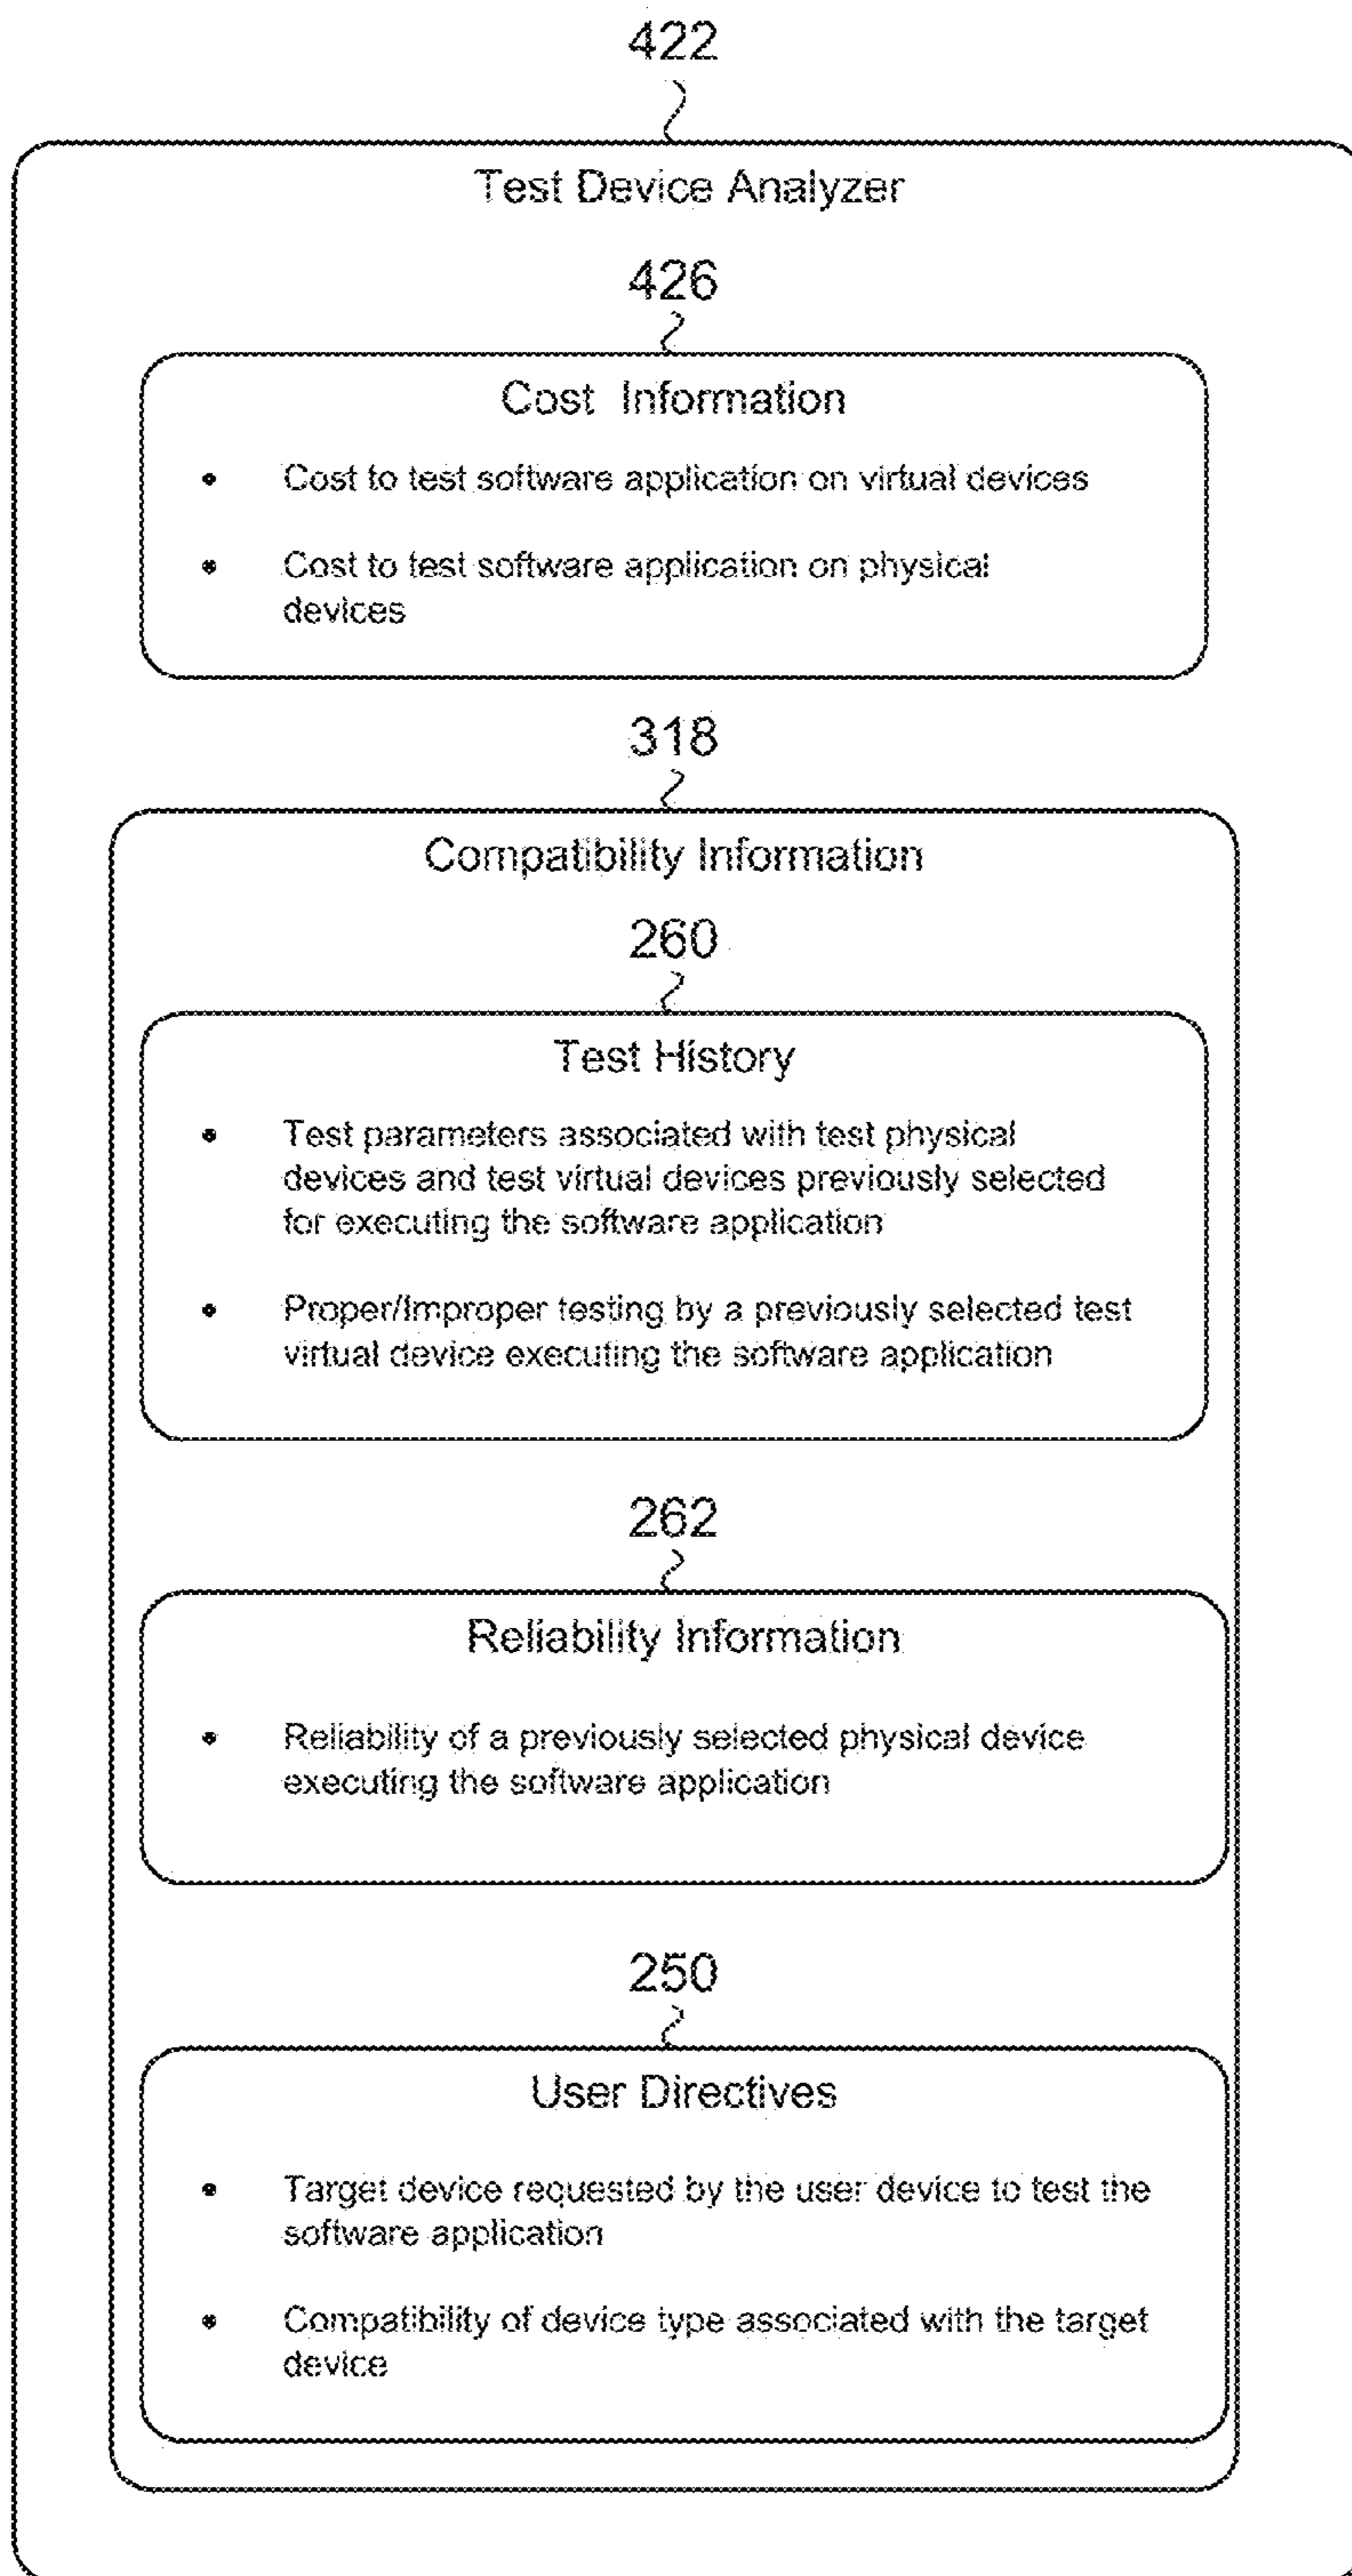 422
Test Device Analyzer
426
Cost Information
• Cost to test software application on virtual devices
• Cost to test software application on physical
devices
318
Compatibility Information
260
Test History
• Test parameters associated with test physical
devices and test virtual devices previously selected
for executing the software application
• Proper/Improper testing by a previously selected test
virtual device executing the software application
262
Reliability Information
• Reliability of a previously selected physical device
executing the software application
250
User Directives
• Target device requested by the user device to test the
software application
• Compatibility of device type associated with the target
device